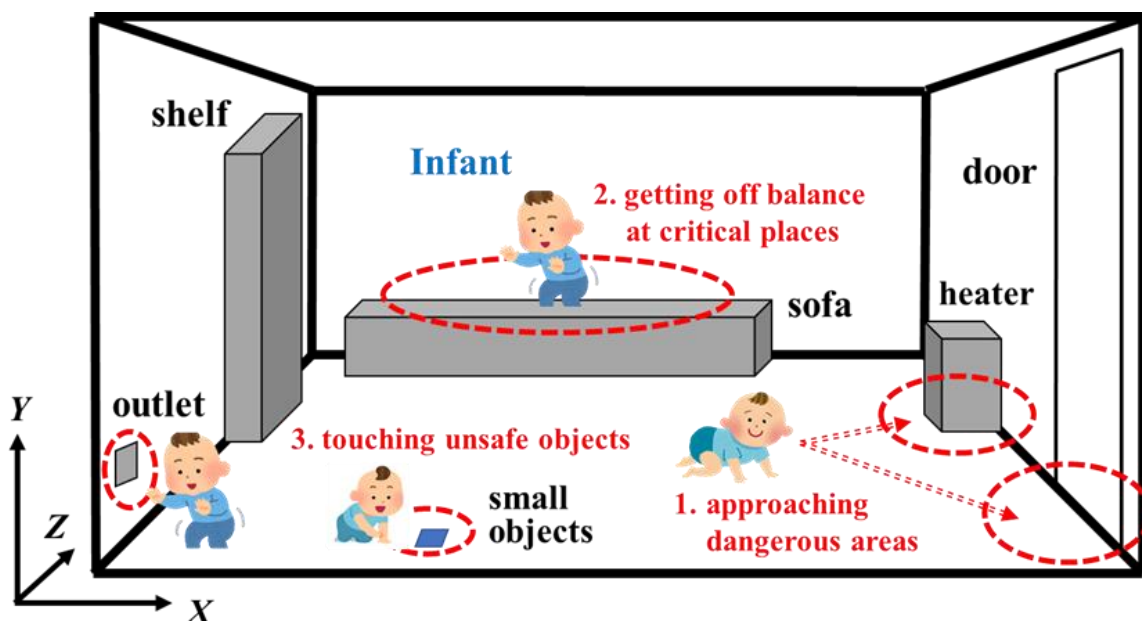 shelf
Infant
2. getting off balance
at critical places
door
sofa
heater
outlet
3. touching unsafe objects
small
objects
1. approaching
dangerous areas
Y
Z
X